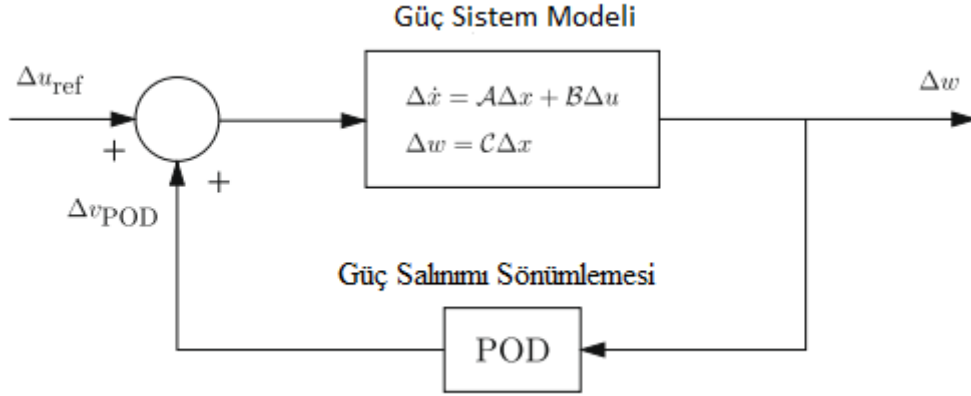 Güç Sistem Modeli
Δu_ref
Δẋ = 𝒜Δx + ℬΔu
Δw = 𝒞Δx
Δw
+
+
Δv_POD
Güç Salınımı Sönümlemesi
POD